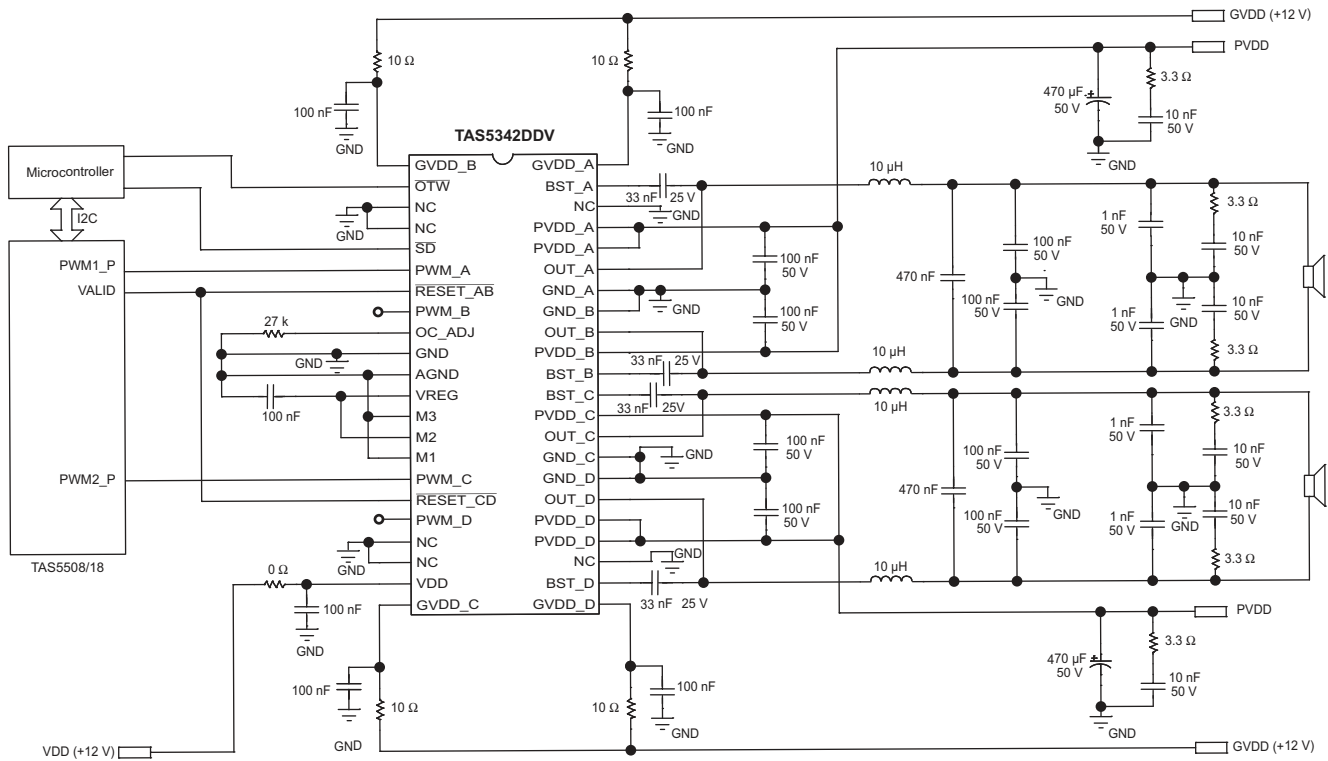 GVDD (+12 V)
PVDD
10 Ω
10 Ω
3.3 Ω
470 µF
50 V
10 nF
50 V
100 nF
100 nF
GND
GND
GND
TAS5342DDV
Microcontroller
I2C
PWM1_P
VALID
PWM2_P
TAS5508/18
GVDD_B
OTW
NC
NC
SD
PWM_A
RESET_AB
PWM_B
OC_ADJ
GND
AGND
VREG
M3
M2
M1
PWM_C
RESET_CD
PWM_D
NC
NC
VDD
GVDD_C
GVDD_A
BST_A
NC
PVDD_A
PVDD_A
OUT_A
GND_A
GND_B
OUT_B
PVDD_B
BST_B
BST_C
PVDD_C
OUT_C
GND_C
GND_D
OUT_D
PVDD_D
PVDD_D
NC
BST_D
GVDD_D
GND
27 k
GND
100 nF
GND
0 Ω
100 nF
GND
33 nF 25 V
GND
100 nF
50 V
GND
100 nF
50 V
33 nF 25 V
33 nF 25V
100 nF
50 V
GND
100 nF
50 V
GND
33 nF 25 V
10 µH
470 nF
100 nF
50 V
GND
100 nF
50 V
1 nF
50 V
3.3 Ω
10 nF
50 V
GND
1 nF
50 V
10 nF
50 V
3.3 Ω
10 µH
10 µH
470 nF
100 nF
50 V
GND
100 nF
50 V
1 nF
50 V
3.3 Ω
10 nF
50 V
GND
1 nF
50 V
10 nF
50 V
3.3 Ω
10 µH
PVDD
3.3 Ω
470 µF
50 V
10 nF
50 V
GND
100 nF
10 Ω
GND
100 nF
10 Ω
GND
VDD (+12 V)
GVDD (+12 V)